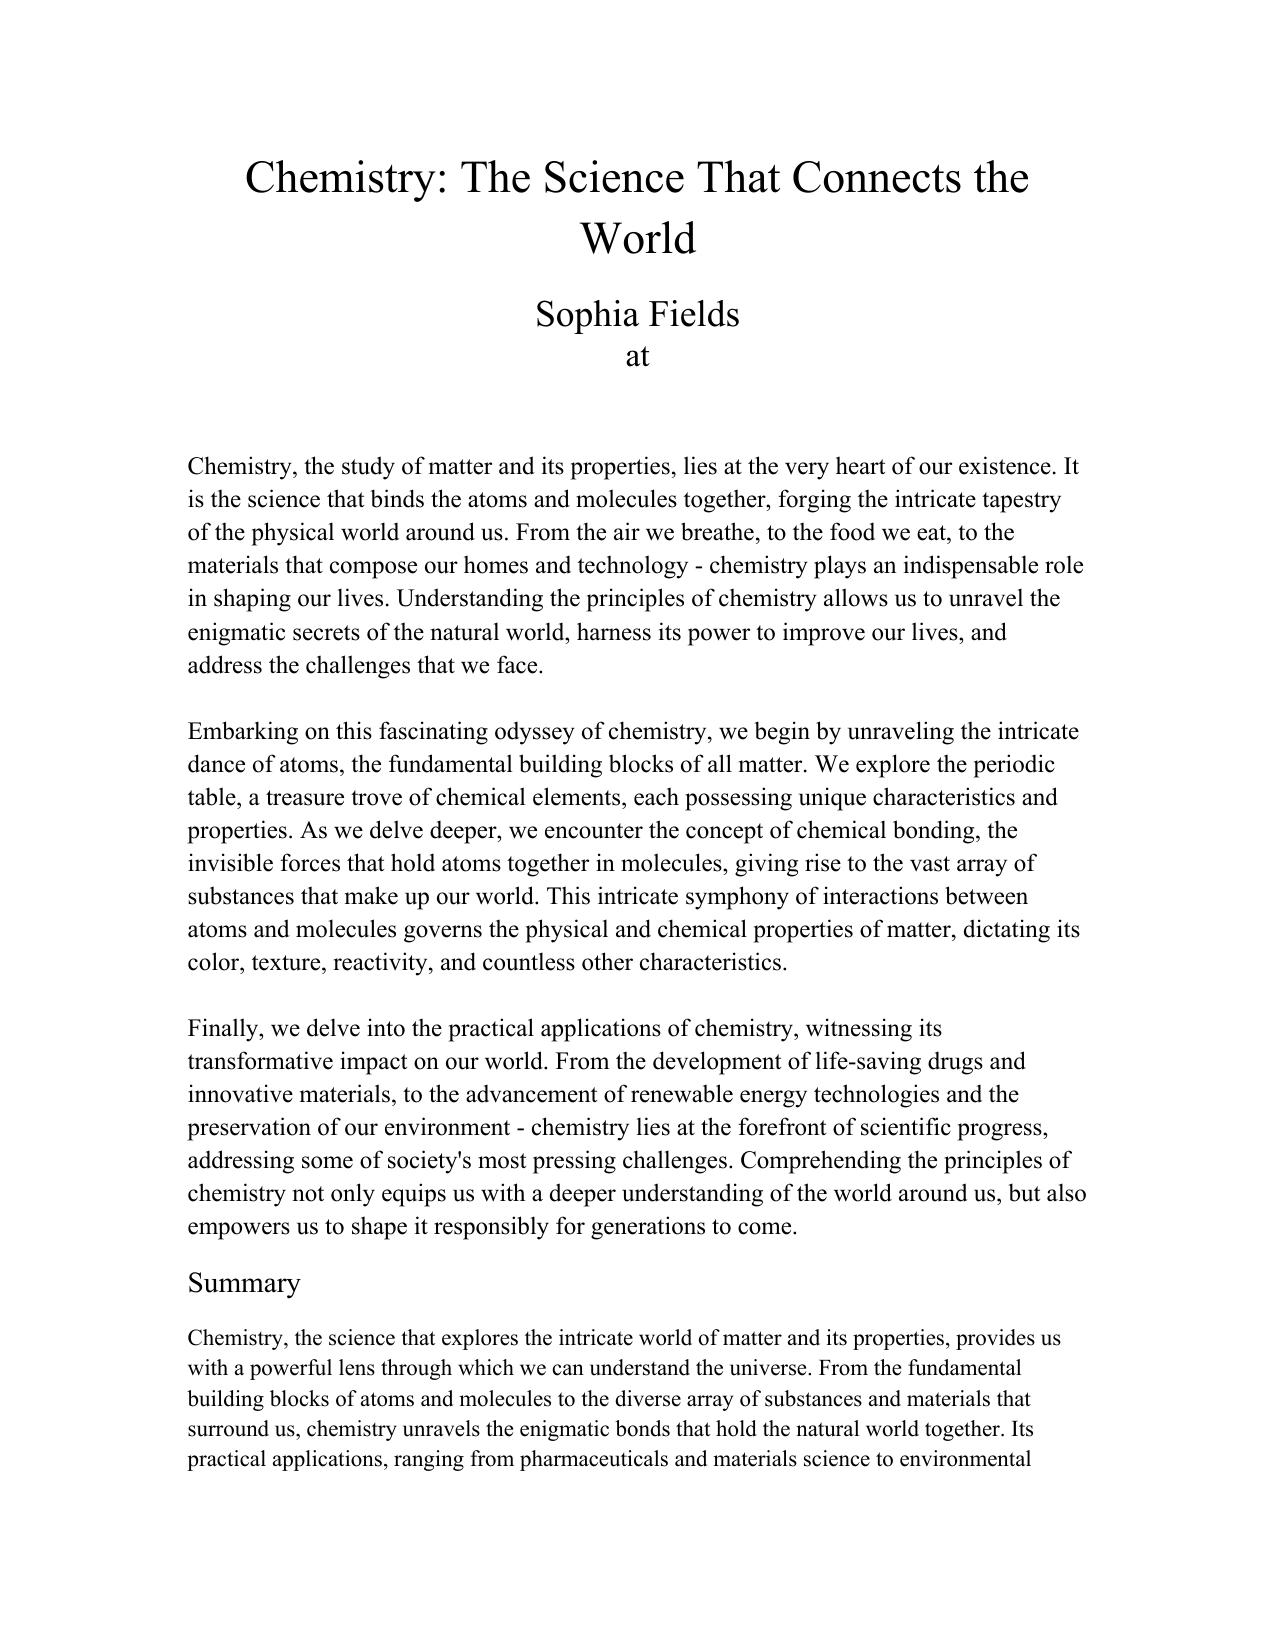 Chemistry: The Science That Connects the
World
Sophia Fields
at
Chemistry, the study of matter and its properties, lies at the very heart of our existence. It
is the science that binds the atoms and molecules together, forging the intricate tapestry
of the physical world around us. From the air we breathe, to the food we eat, to the
materials that compose our homes and technology - chemistry plays an indispensable role
in shaping our lives. Understanding the principles of chemistry allows us to unravel the
enigmatic secrets of the natural world, harness its power to improve our lives, and
address the challenges that we face.
Embarking on this fascinating odyssey of chemistry, we begin by unraveling the intricate
dance of atoms, the fundamental building blocks of all matter. We explore the periodic
table, a treasure trove of chemical elements, each possessing unique characteristics and
properties. As we delve deeper, we encounter the concept of chemical bonding, the
invisible forces that hold atoms together in molecules, giving rise to the vast array of
substances that make up our world. This intricate symphony of interactions between
atoms and molecules governs the physical and chemical properties of matter, dictating its
color, texture, reactivity, and countless other characteristics.
Finally, we delve into the practical applications of chemistry, witnessing its
transformative impact on our world. From the development of life-saving drugs and
innovative materials, to the advancement of renewable energy technologies and the
preservation of our environment - chemistry lies at the forefront of scientific progress,
addressing some of society's most pressing challenges. Comprehending the principles of
chemistry not only equips us with a deeper understanding of the world around us, but also
empowers us to shape it responsibly for generations to come.
Summary
Chemistry, the science that explores the intricate world of matter and its properties, provides us
with a powerful lens through which we can understand the universe. From the fundamental
building blocks of atoms and molecules to the diverse array of substances and materials that
surround us, chemistry unravels the enigmatic bonds that hold the natural world together. Its
practical applications, ranging from pharmaceuticals and materials science to environmental